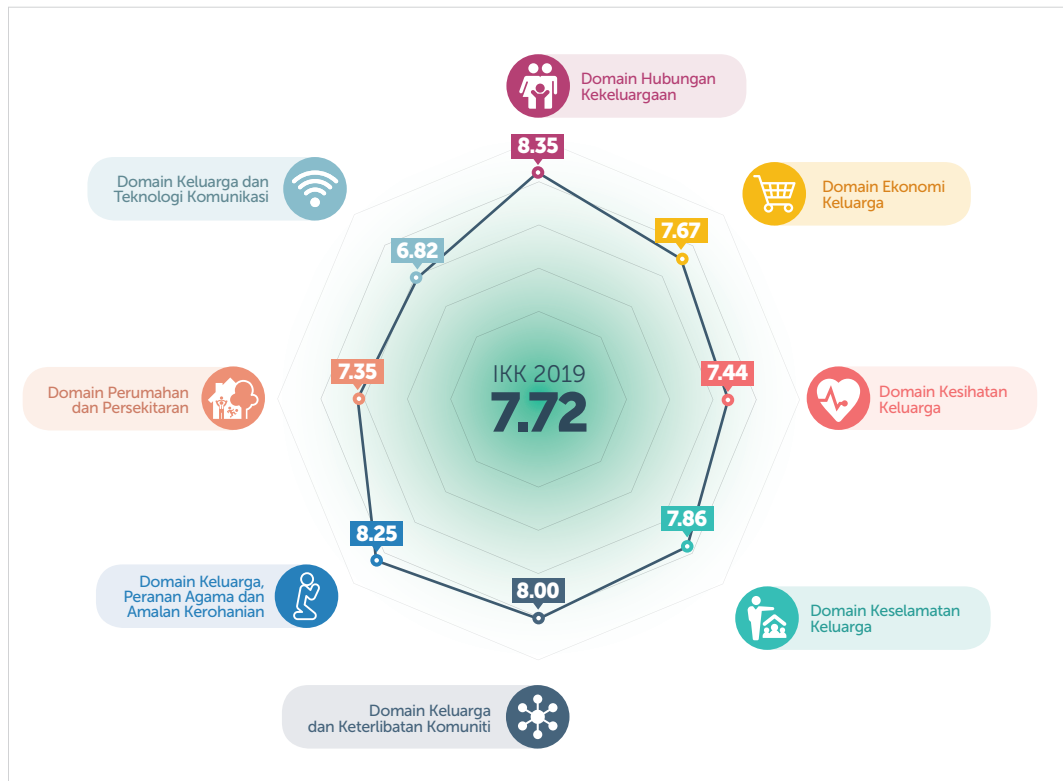 Domain Hubungan
Kekeluargaan
8.35
Domain Ekonomi
Keluarga
7.67
Domain Kesihatan
Keluarga
7.44
Domain Keselamatan
Keluarga
7.86
Domain Keluarga
dan Keterlibatan Komuniti
8.00
Domain Keluarga,
Peranan Agama dan
Amalan Kerohanian
8.25
Domain Perumahan
dan Persekitaran
7.35
Domain Keluarga dan
Teknologi Komunikasi
6.82
IKK 2019
7.72